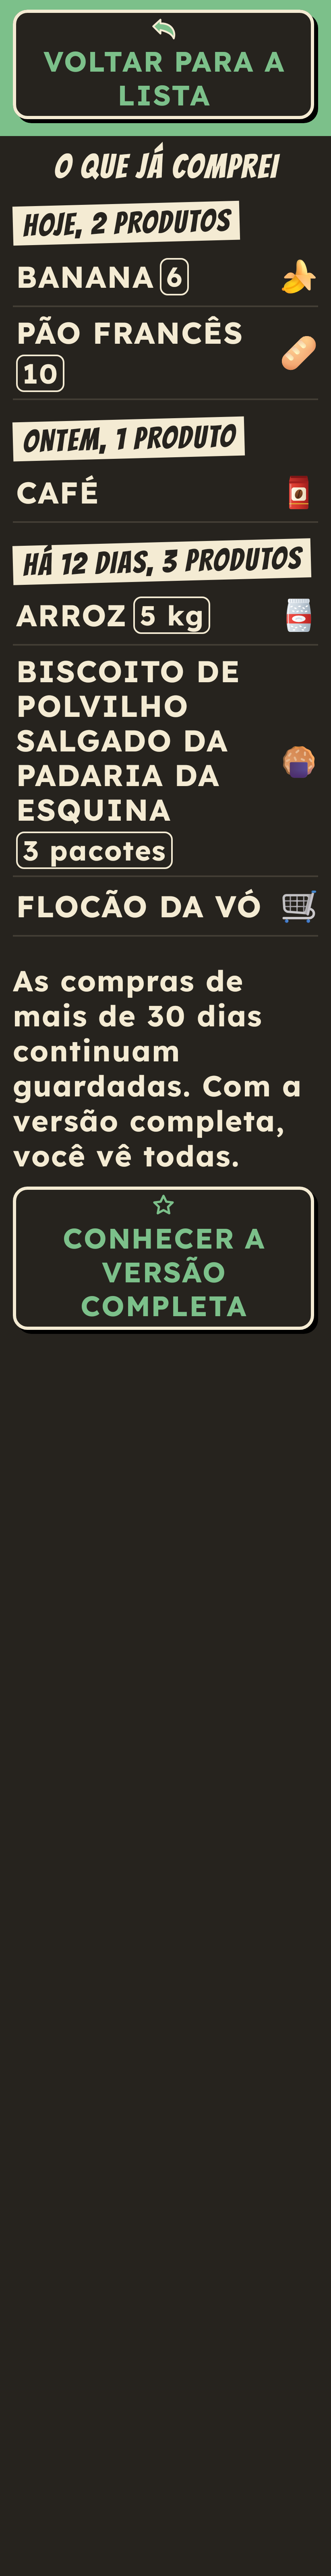 VOLTAR PARA A
LISTA
O QUE JÁ COMPREI
HOJE, 2 PRODUTOS
BANANA 6
PÃO FRANCÊS
10
ONTEM, 1 PRODUTO
CAFÉ
HÁ 12 DIAS, 3 PRODUTOS
ARROZ 5 kg
BISCOITO DE
POLVILHO
SALGADO DA
PADARIA DA
ESQUINA
3 pacotes
FLOCÃO DA VÓ
As compras de
mais de 30 dias
continuam
guardadas. Com a
versão completa,
você vê todas.
CONHECER A
VERSÃO
COMPLETA